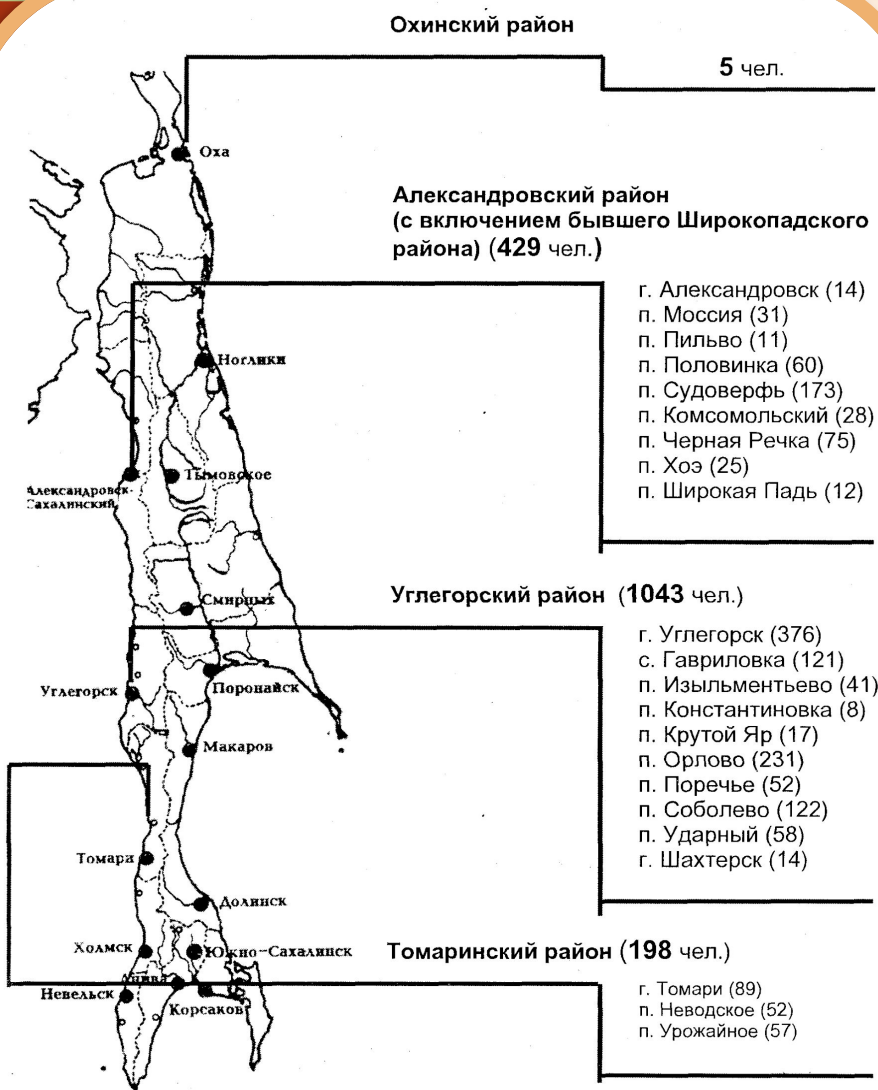 Охинский район
5 чел.
Оха
Александровский район
(с включением бывшего Широкопадского
района) (429 чел.)
г. Александровск (14)
п. Моссия (31)
п. Пильво (11)
п. Половинка (60)
п. Судоверфь (173)
п. Комсомольский (28)
п. Черная Речка (75)
п. Хоэ (25)
п. Широкая Падь (12)
Ноглики
Тымовское
Александровск-
Сахалинский
Смирных
Углегорский район (1043 чел.)
г. Углегорск (376)
с. Гавриловка (121)
п. Изыльментьево (41)
п. Константиновка (8)
п. Крутой Яр (17)
п. Орлово (231)
п. Поречье (52)
п. Соболево (122)
п. Ударный (58)
г. Шахтерск (14)
Поронайск
Углегорск
Макаров
Томари
Долинск
Холмск
Южно-Сахалинск
Томаринский район (198 чел.)
г. Томари (89)
п. Неводское (52)
п. Урожайное (57)
Анива
Невельск
Корсаков